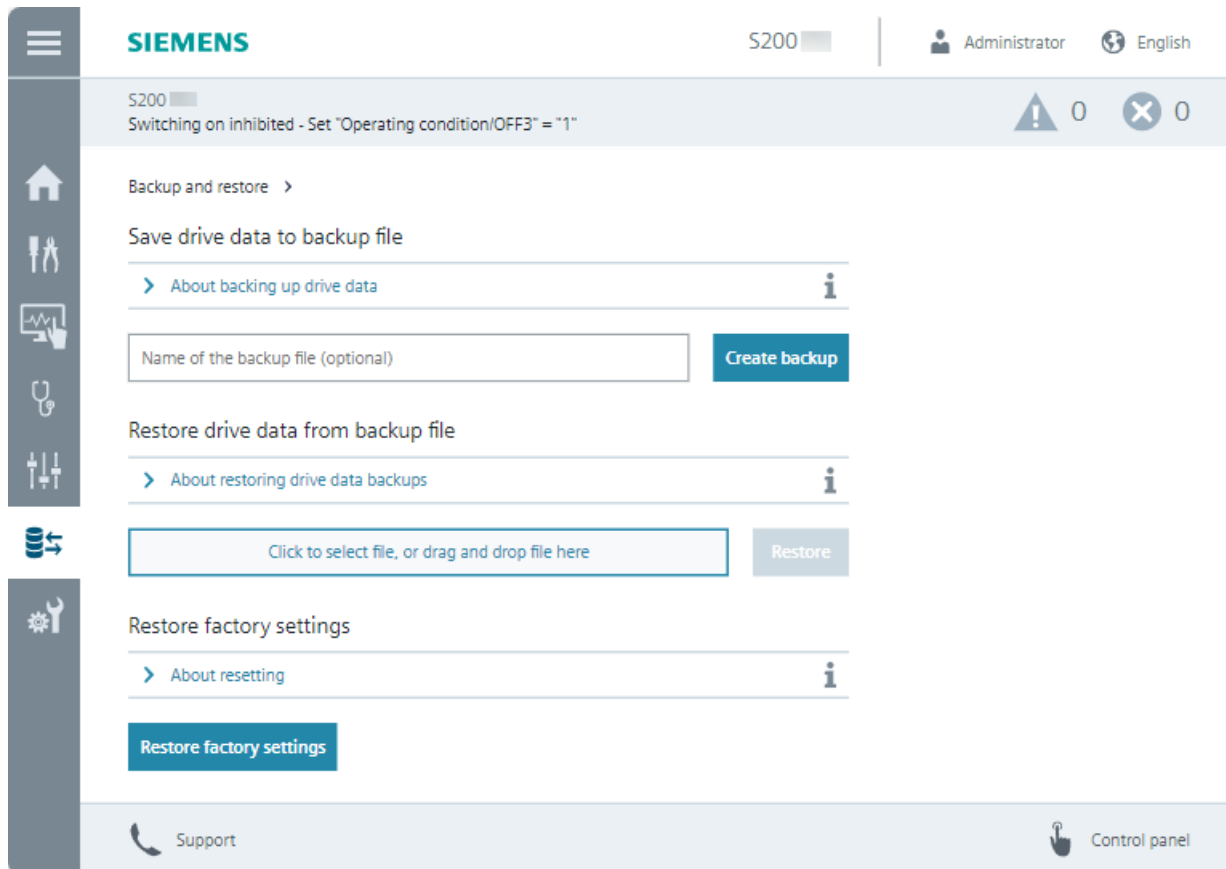 SIEMENS
S200
Administrator
English
S200
Switching on inhibited - Set "Operating condition/OFF3" = "1"
0
0
Backup and restore
Save drive data to backup file
About backing up drive data
Name of the backup file (optional)
Create backup
Restore drive data from backup file
About restoring drive data backups
Click to select file, or drag and drop file here
Restore
Restore factory settings
About resetting
Restore factory settings
Support
Control panel